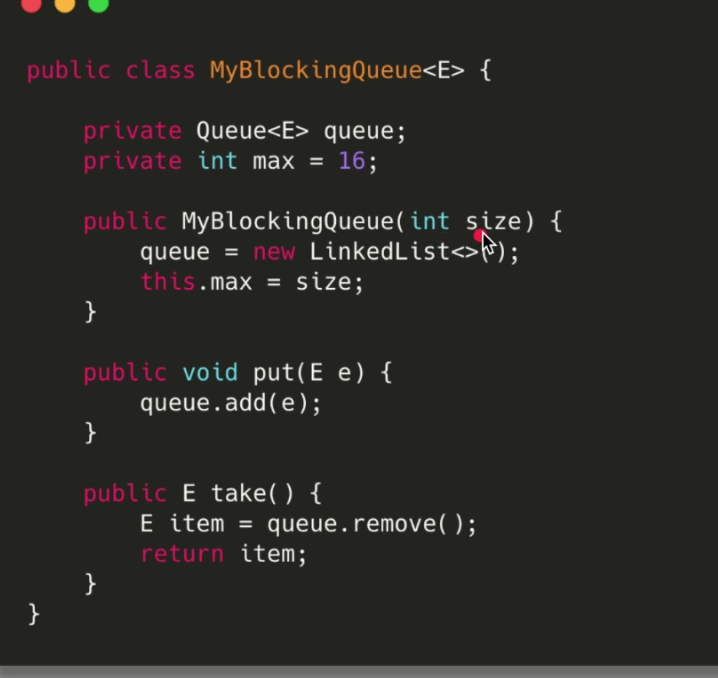 public class MyBlockingQueue<E> {
private Queue<E> queue;
private int max = 16;
public MyBlockingQueue(int size) {
queue = new LinkedList<>();
this.max = size;
}
public void put(E e) {
queue.add(e);
}
public E take() {
E item = queue.remove();
return item;
}
}